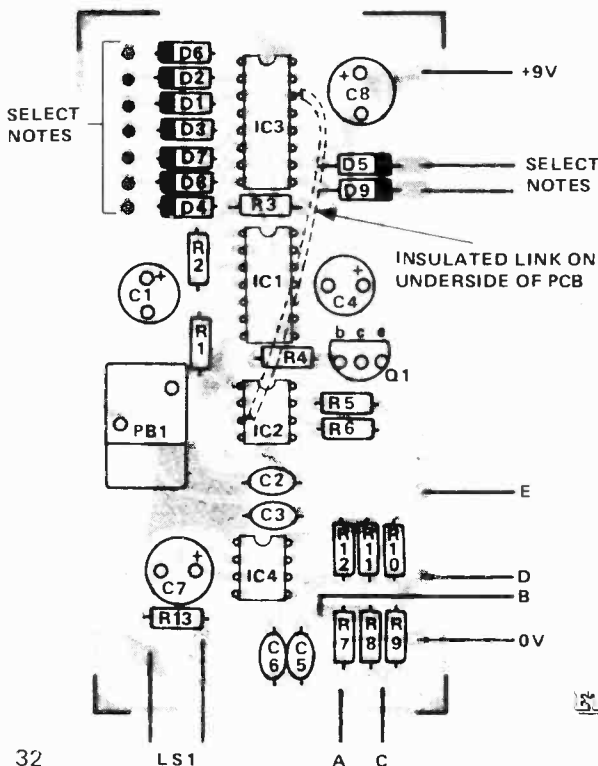 D6
D2
D1
D3
D7
D8
D4
SELECT
NOTES
IC3
+
C8
+9V
D5
D9
SELECT
NOTES
R3
INSULATED LINK ON
UNDERSIDE OF PCB
R2
+
C1
IC1
+
C4
R1
R4
b c e
Q1
PB1
IC2
R5
R6
C2
E
C3
R12
R11
R10
IC4
+
C7
D
B
R13
R7
R8
R9
0V
C6
C5
32
LS1
A
C